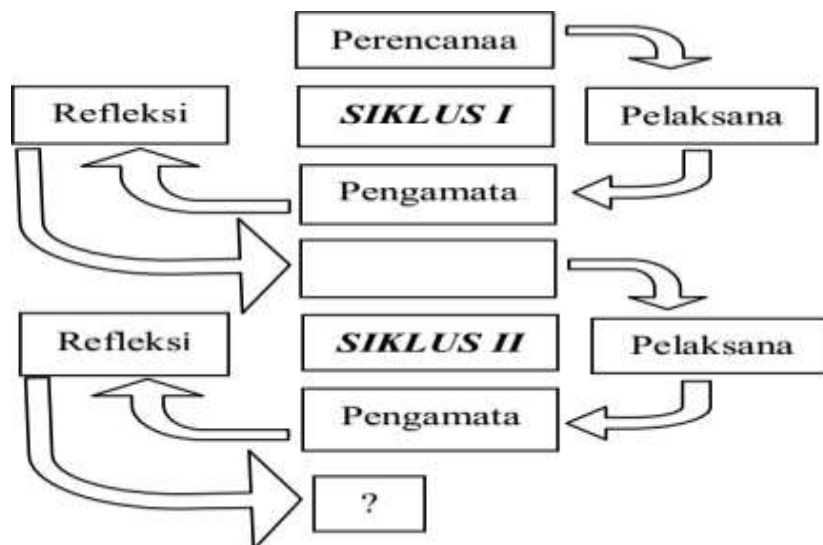 Perencanaa
Refleksi
SIKLUS I
Pelaksana
Pengamata
Refleksi
SIKLUS II
Pelaksana
Pengamata
?